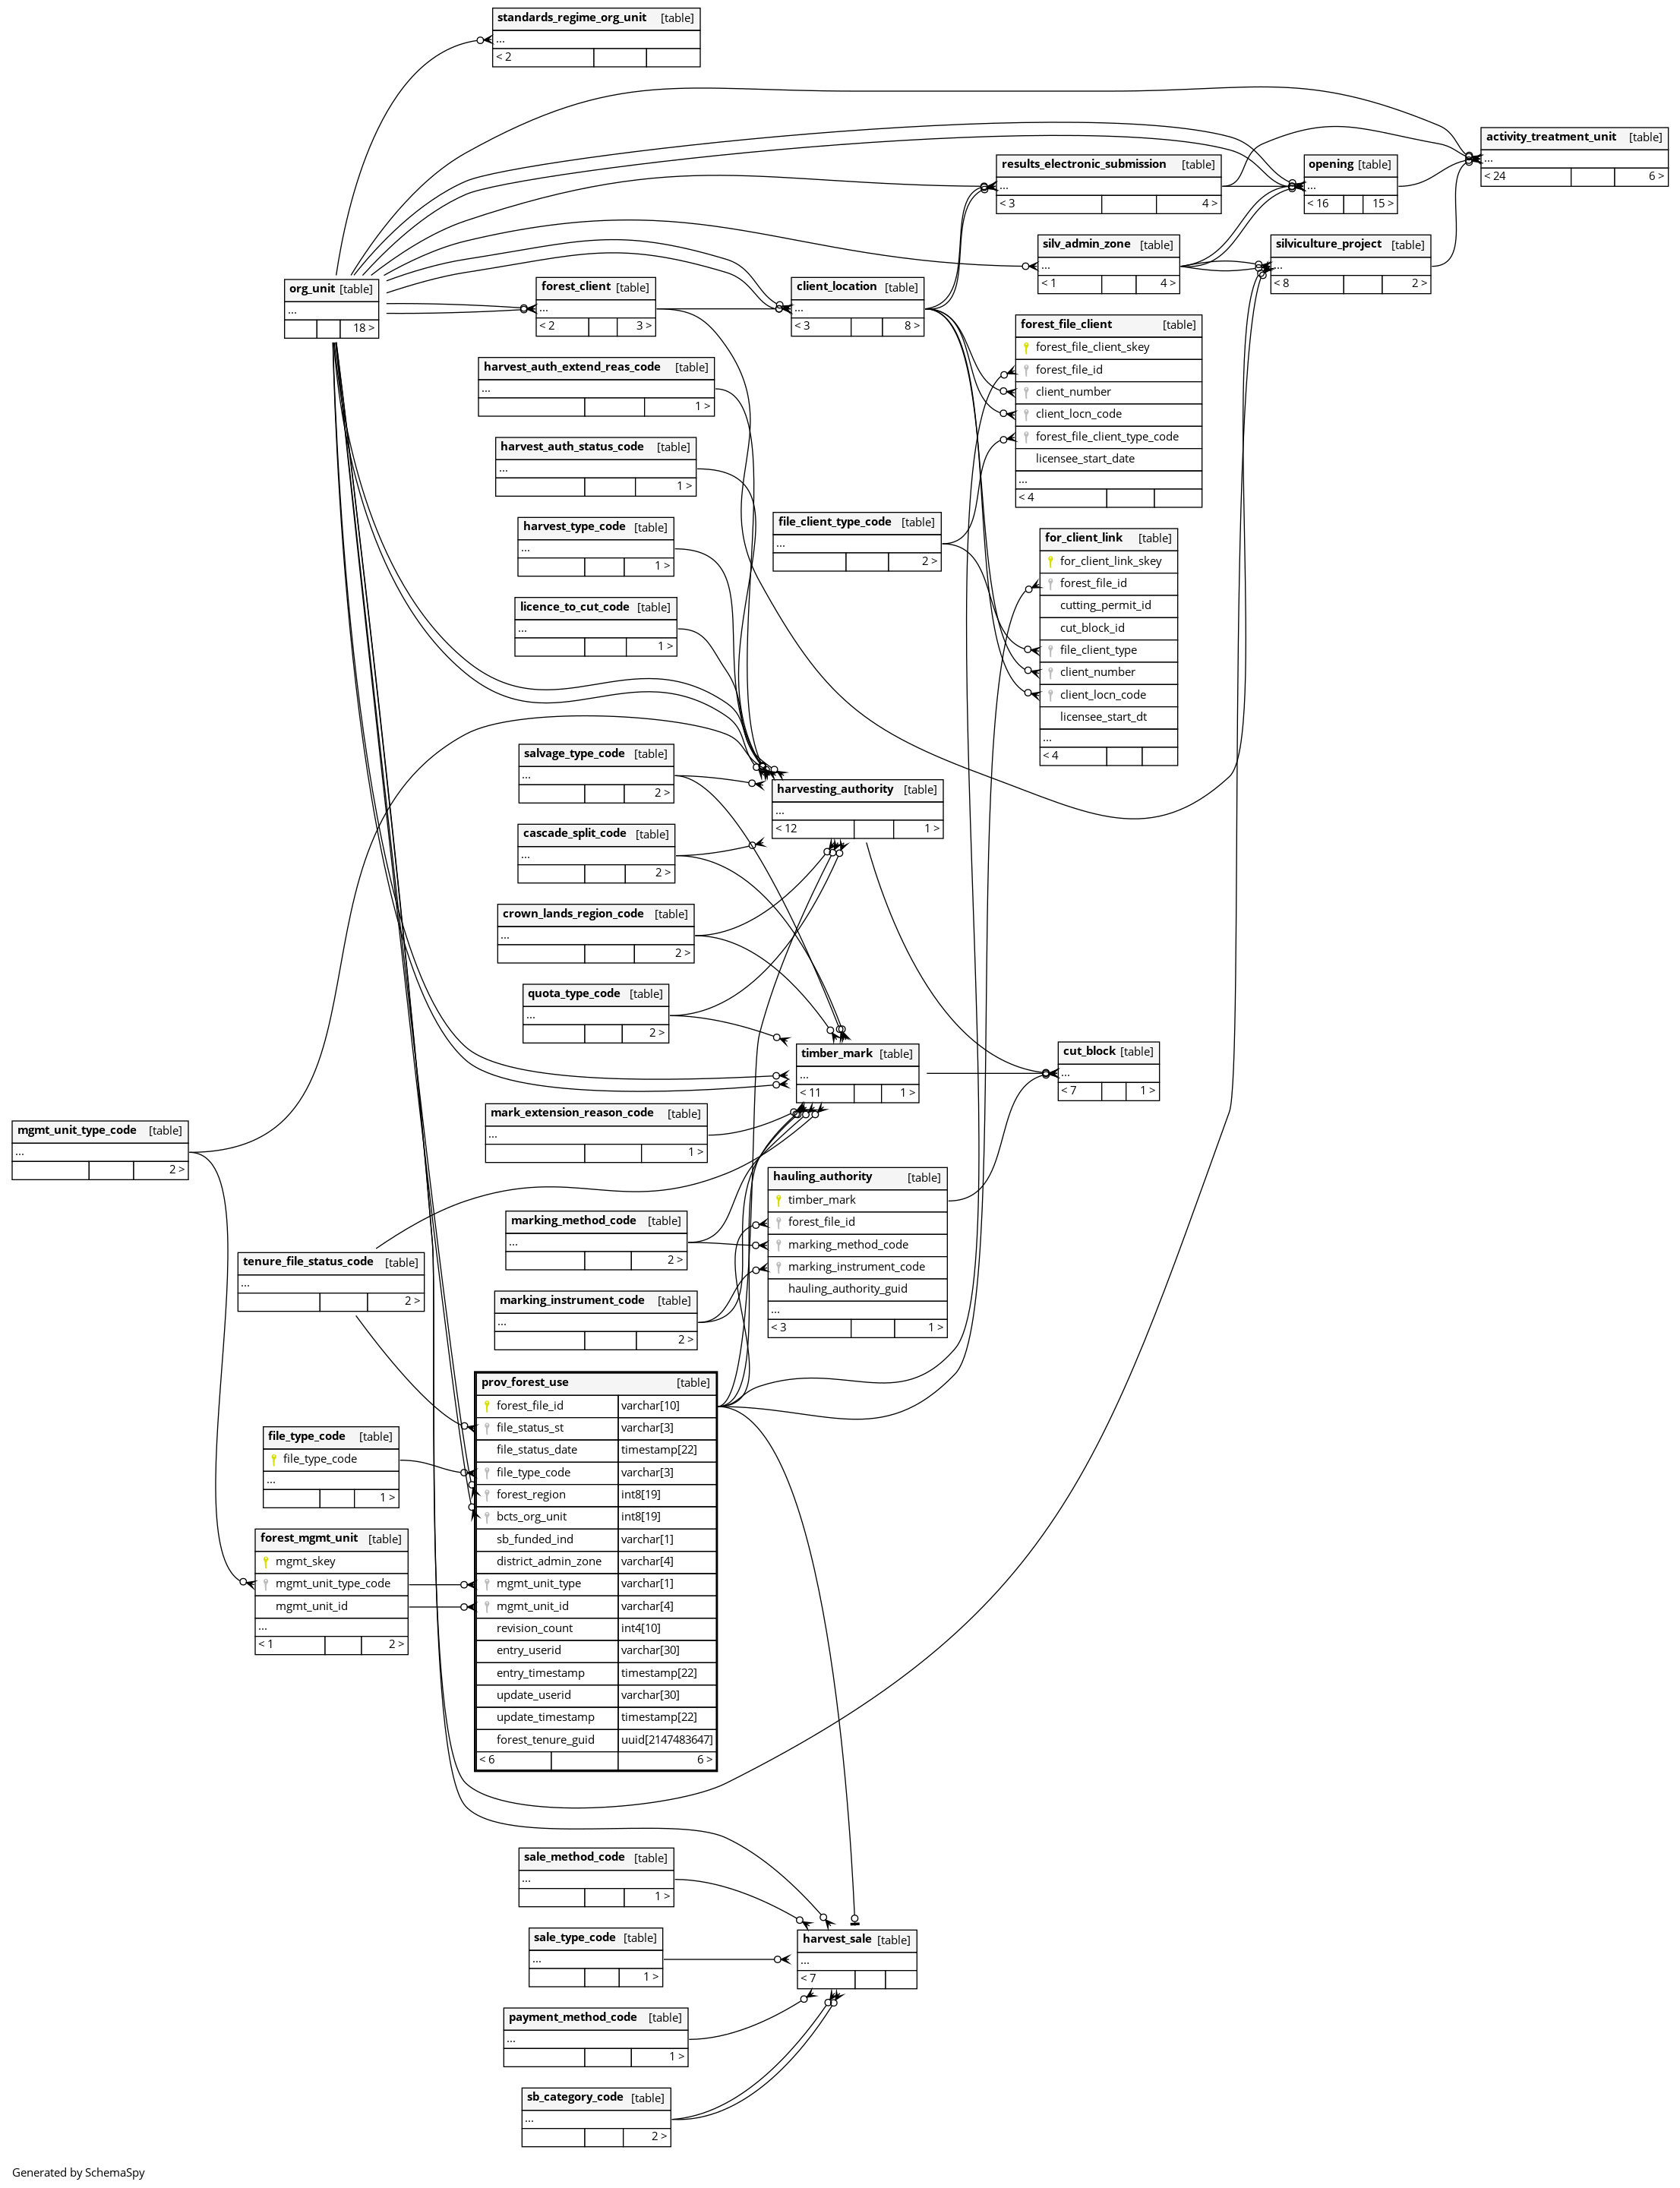 standards_regime_org_unit [table]
...
< 2
activity_treatment_unit [table]
...
< 24 6 >
results_electronic_submission [table]
...
< 3 4 >
opening [table]
...
< 16 15 >
silv_admin_zone [table]
...
< 1 4 >
silviculture_project [table]
...
< 8 2 >
org_unit [table]
...
18 >
forest_client [table]
...
< 2 3 >
client_location [table]
...
< 3 8 >
forest_file_client [table]
forest_file_client_skey
forest_file_id
client_number
client_locn_code
forest_file_client_type_code
licensee_start_date
...
< 4
harvest_auth_extend_reas_code [table]
...
1 >
harvest_auth_status_code [table]
...
1 >
harvest_type_code [table]
...
1 >
file_client_type_code [table]
...
2 >
for_client_link [table]
for_client_link_skey
forest_file_id
cutting_permit_id
cut_block_id
file_client_type
client_number
client_locn_code
licensee_start_dt
...
< 4
licence_to_cut_code [table]
...
1 >
salvage_type_code [table]
...
2 >
harvesting_authority [table]
...
< 12 1 >
cascade_split_code [table]
...
2 >
crown_lands_region_code [table]
...
2 >
quota_type_code [table]
...
2 >
timber_mark [table]
...
< 11 1 >
cut_block [table]
...
< 7 1 >
mark_extension_reason_code [table]
...
1 >
mgmt_unit_type_code [table]
...
2 >
hauling_authority [table]
timber_mark
forest_file_id
marking_method_code
marking_instrument_code
hauling_authority_guid
...
< 3 1 >
marking_method_code [table]
...
2 >
tenure_file_status_code [table]
...
2 >
marking_instrument_code [table]
...
2 >
prov_forest_use [table]
forest_file_id varchar[10]
file_status_st varchar[3]
file_status_date timestamp[22]
file_type_code varchar[3]
forest_region int8[19]
bcts_org_unit int8[19]
sb_funded_ind varchar[1]
district_admin_zone varchar[4]
mgmt_unit_type varchar[1]
mgmt_unit_id varchar[4]
revision_count int4[10]
entry_userid varchar[30]
entry_timestamp timestamp[22]
update_userid varchar[30]
update_timestamp timestamp[22]
forest_tenure_guid uuid[2147483647]
< 6 6 >
file_type_code [table]
file_type_code
...
1 >
forest_mgmt_unit [table]
mgmt_skey
mgmt_unit_type_code
mgmt_unit_id
...
< 1 2 >
sale_method_code [table]
...
1 >
sale_type_code [table]
...
1 >
harvest_sale [table]
...
< 7
payment_method_code [table]
...
1 >
sb_category_code [table]
...
2 >
Generated by SchemaSpy